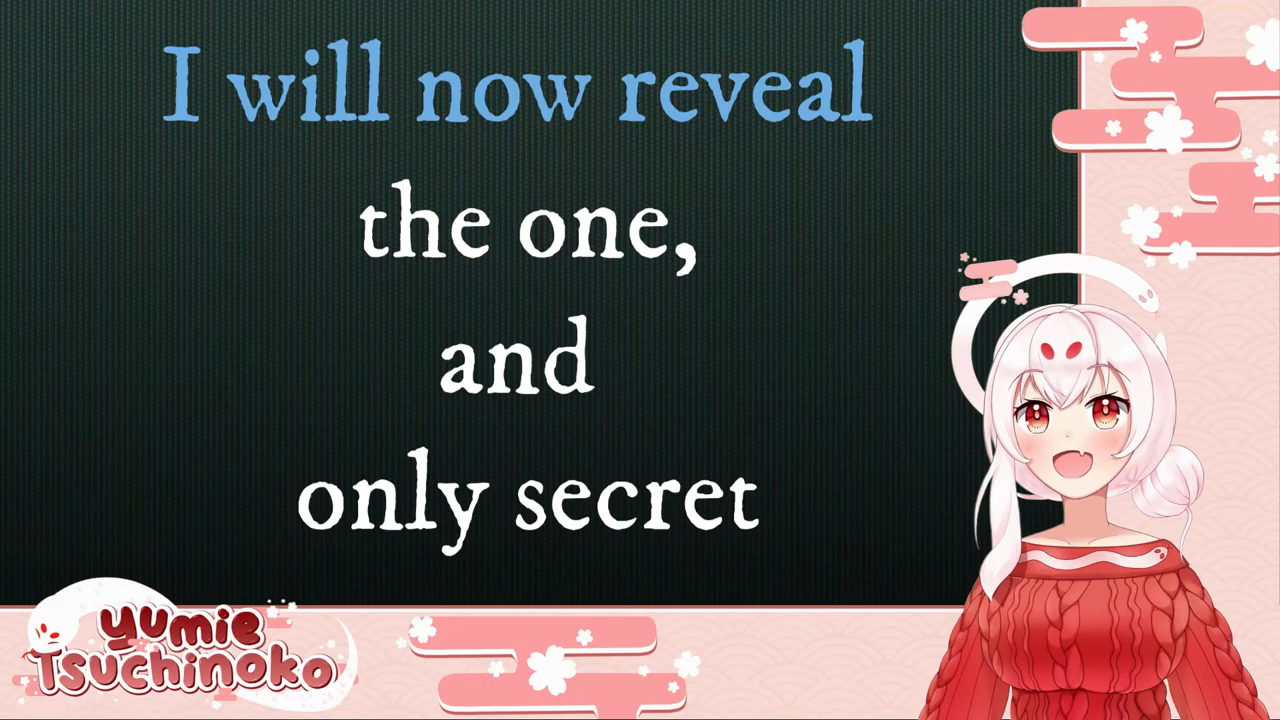 I will now reveal
the one,
and
only secret
yumie
Tsuchinoko